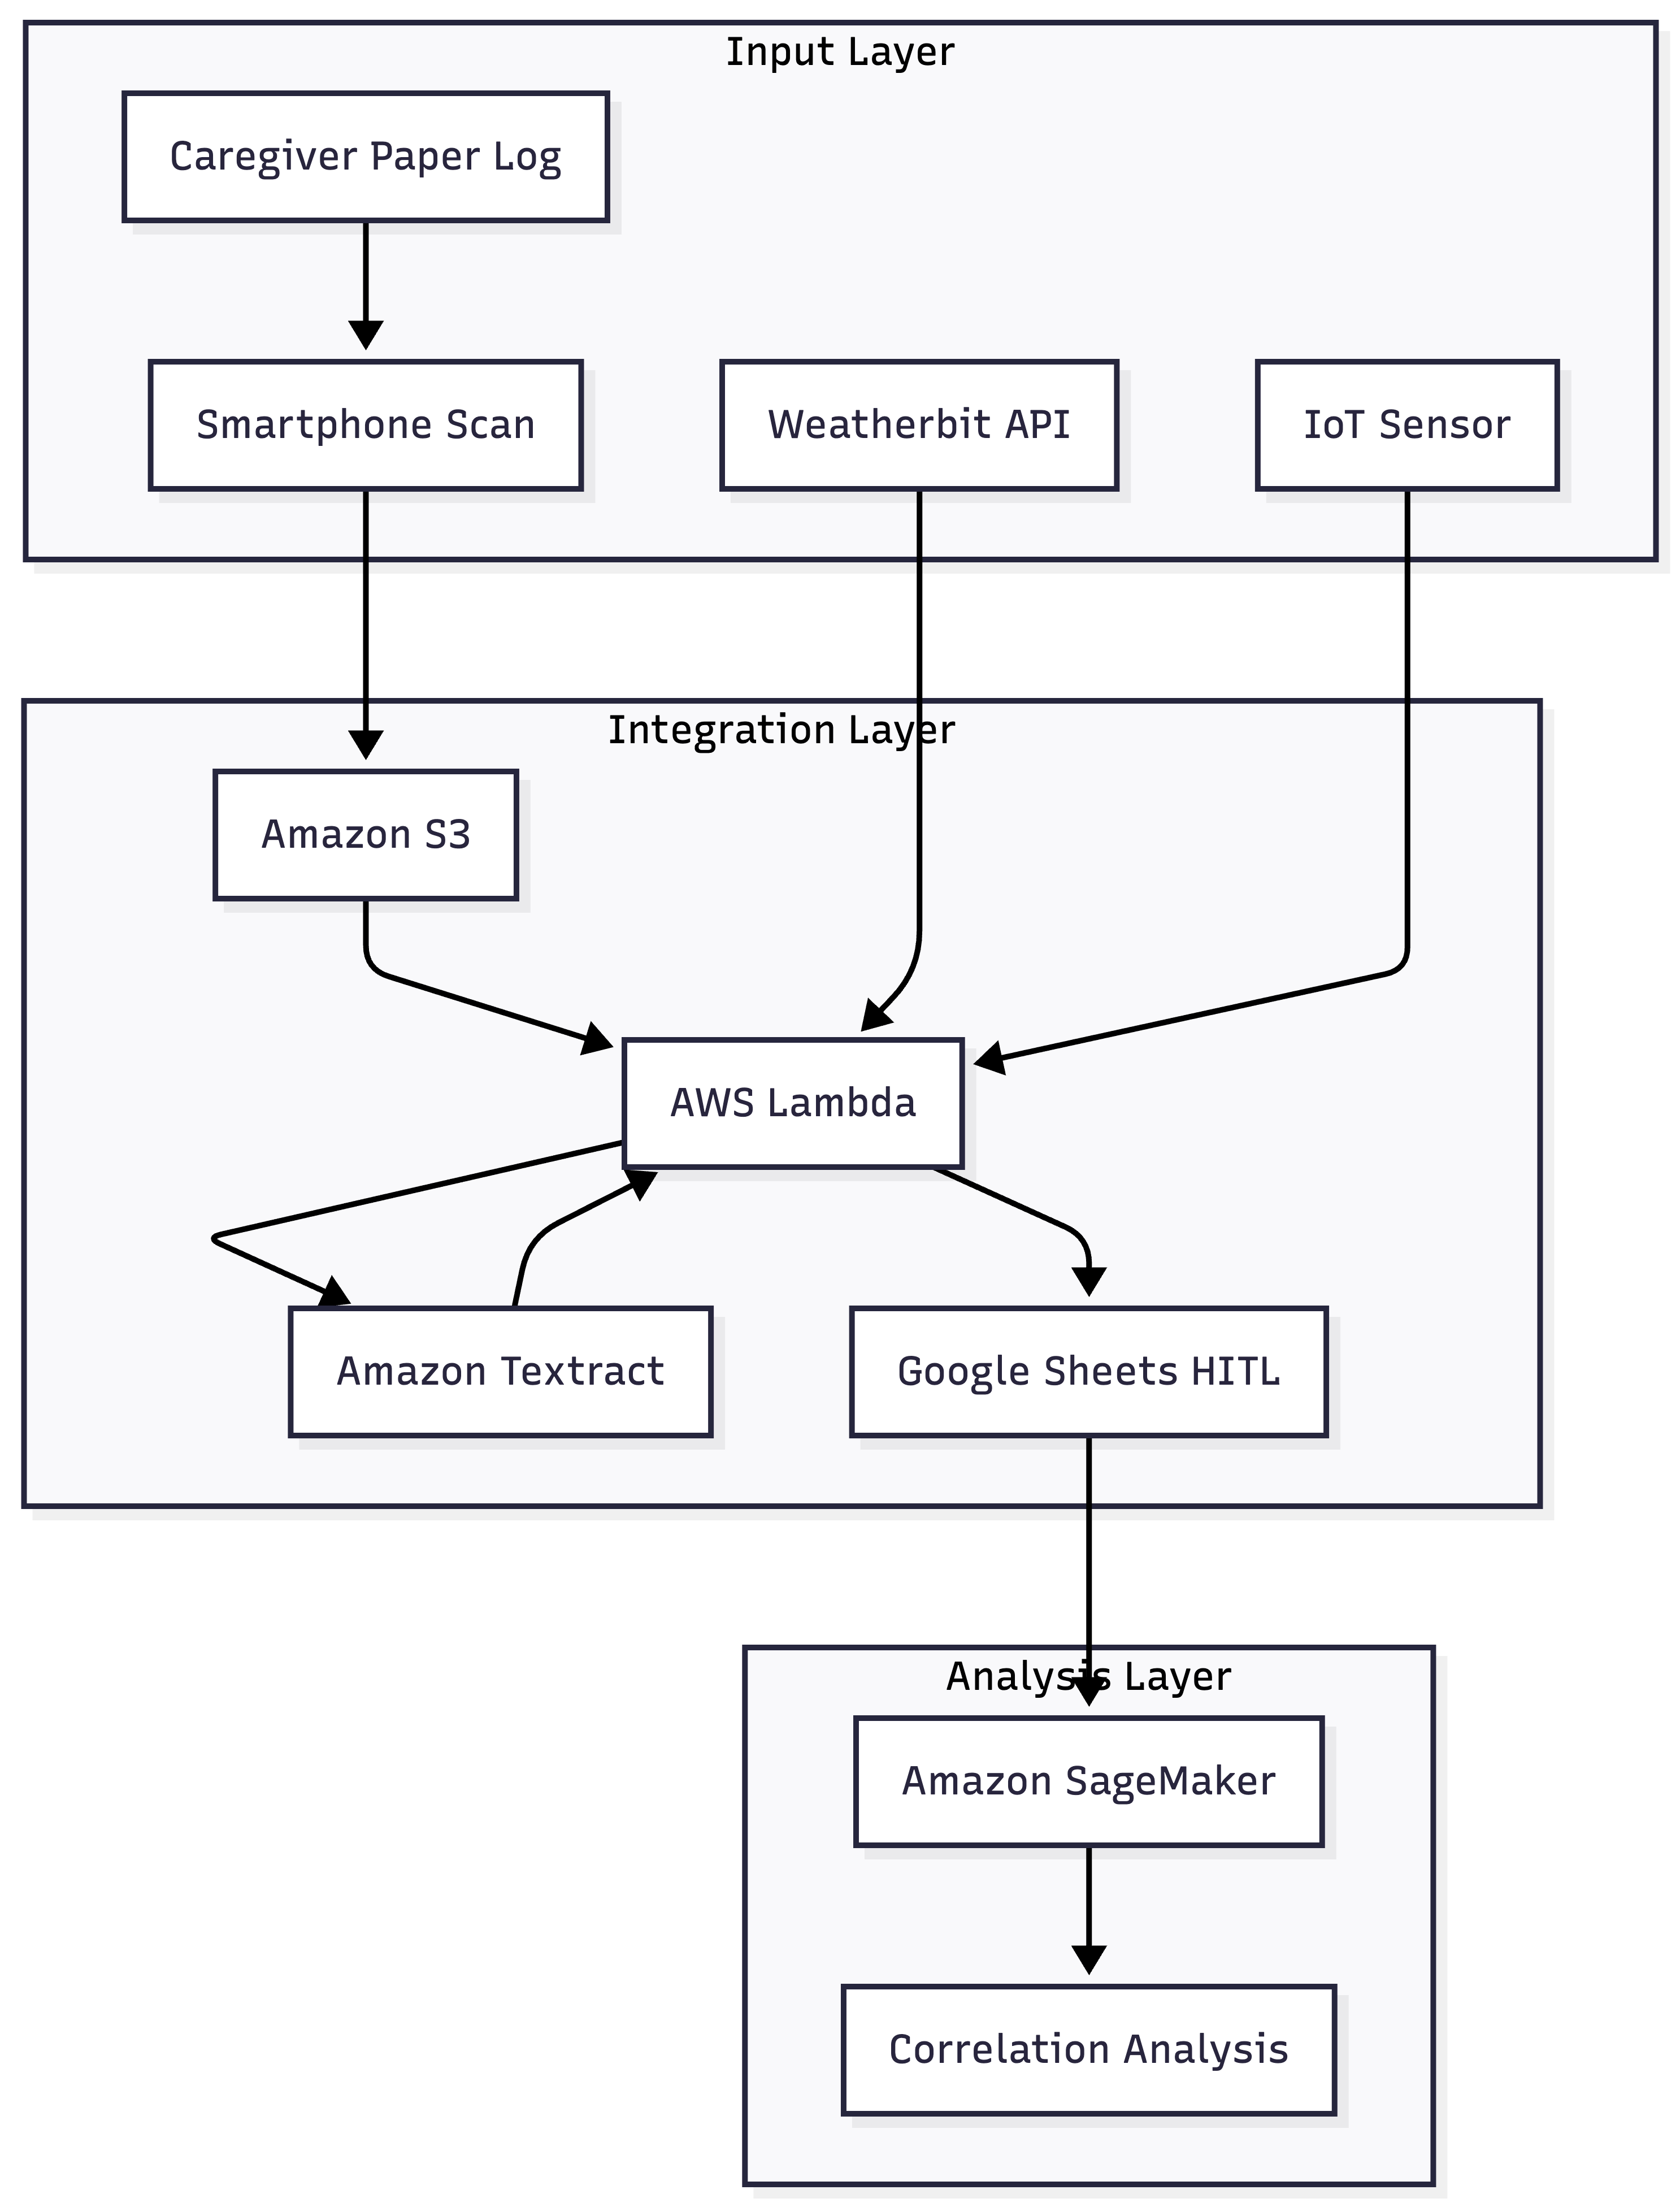 Input Layer
Caregiver Paper Log
Smartphone Scan
Weatherbit API
IoT Sensor
Integration Layer
Amazon S3
AWS Lambda
Amazon Textract
Google Sheets HITL
Analysis Layer
Amazon SageMaker
Correlation Analysis